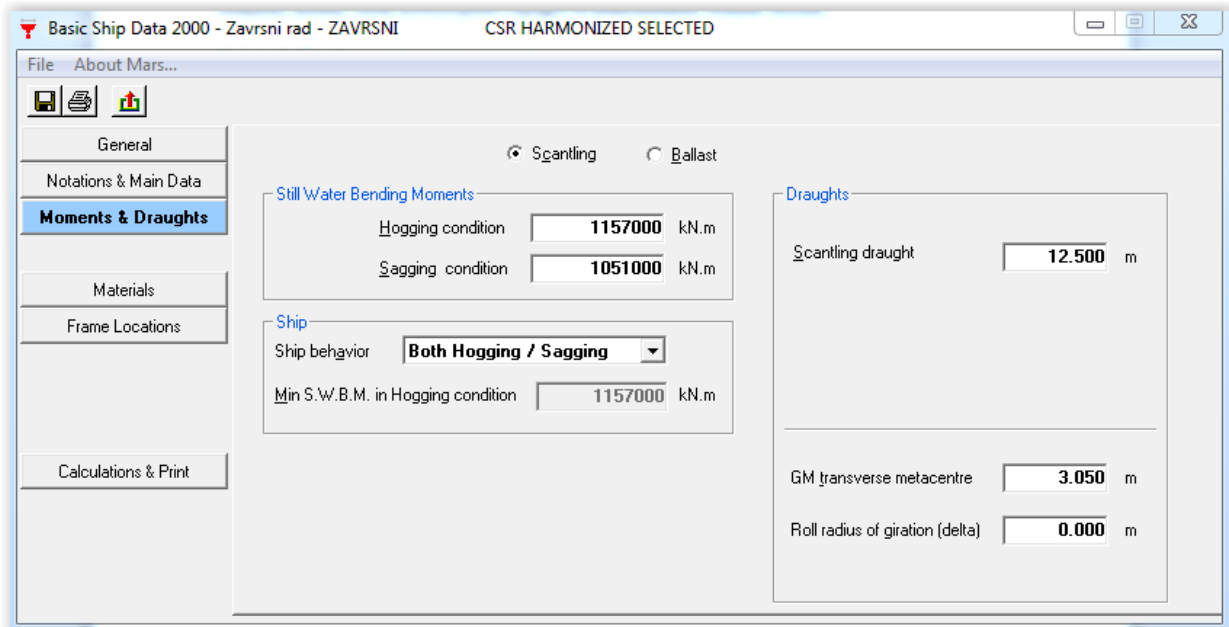 Basic Ship Data 2000 - Zavrsni rad - ZAVRSNI CSR HARMONIZED SELECTED
File About Mars...
General
Notations & Main Data
Moments & Draughts
Materials
Frame Locations
Calculations & Print
Scantling Ballast
Still Water Bending Moments
Hogging condition 1157000 kN.m
Sagging condition 1051000 kN.m
Ship
Ship behavior Both Hogging / Sagging
Min S.W.B.M. in Hogging condition 1157000 kN.m
Draughts
Scantling draught 12.500 m
GM transverse metacentre 3.050 m
Roll radius of giration (delta) 0.000 m